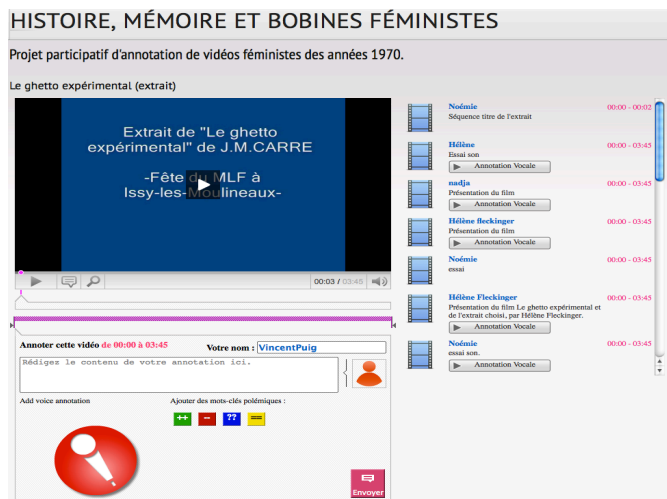 HISTOIRE, MÉMOIRE ET BOBINES FÉMINISTES
Projet participatif d'annotation de vidéos féministes des années 1970.
Le ghetto expérimental (extrait)
Extrait de "Le ghetto
expérimental" de J.M.CARRE
-Fête du MLF à
Issy-les-Moulineaux-
00:03 / 03:45
Annoter cette vidéo de 00:00 à 03:45
Votre nom : VincentPuig
Rédigez le contenu de votre annotation ici.
Add voice annotation
Ajouter des mots-clés polémiques :
++ -- ?? ==
Envoyer
Noémie 00:00 - 00:02
Séquence titre de l'extrait
Hélène 00:00 - 03:45
Essai son
Annotation Vocale
nadja 00:00 - 03:45
Présentation du film
Annotation Vocale
Hélène fleckinger 00:00 - 03:45
Présentation du film
Annotation Vocale
Noémie 00:00 - 03:45
essai
Hélène Fleckinger 00:00 - 03:45
Présentation du film Le ghetto expérimental et
de l'extrait choisi, par Hélène Fleckinger.
Annotation Vocale
Noémie 00:00 - 03:45
essai son.
Annotation Vocale